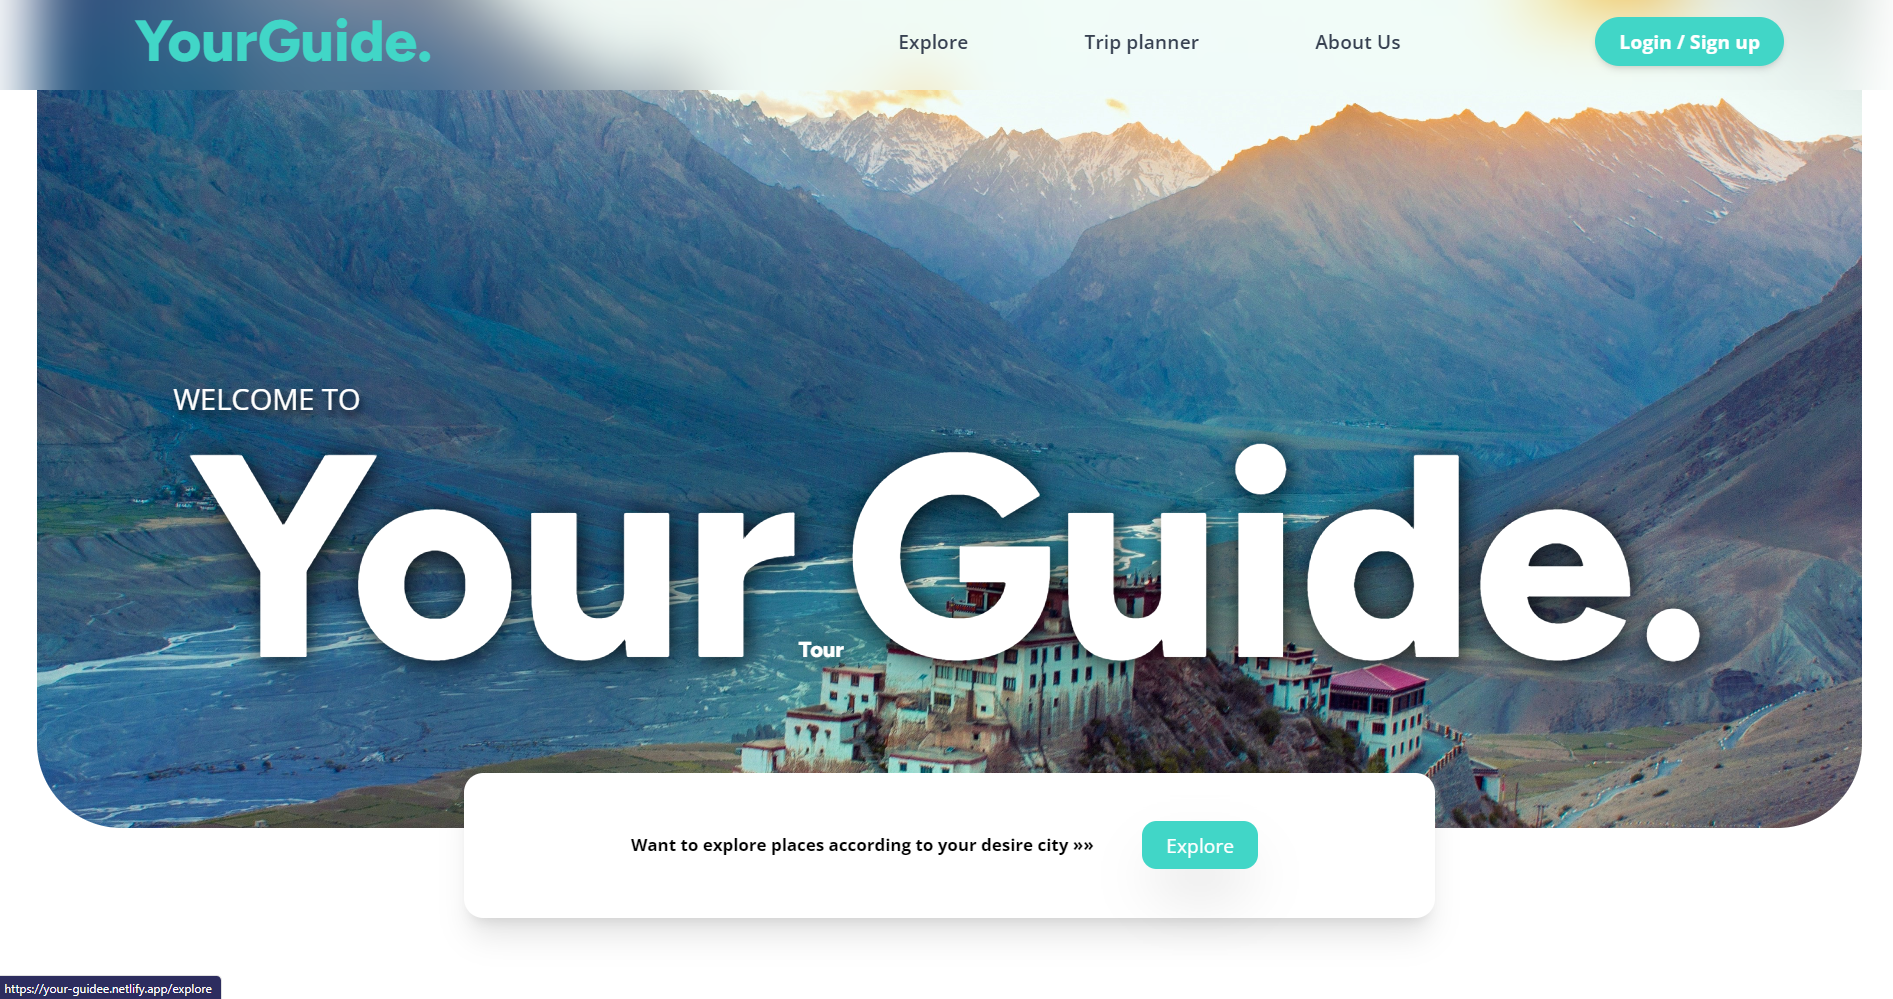 YourGuide.
Explore
Trip planner
About Us
Login / Sign up
WELCOME TO
Your Tour Guide.
Want to explore places according to your desire city »»
Explore
https://your-guidee.netlify.app/explore